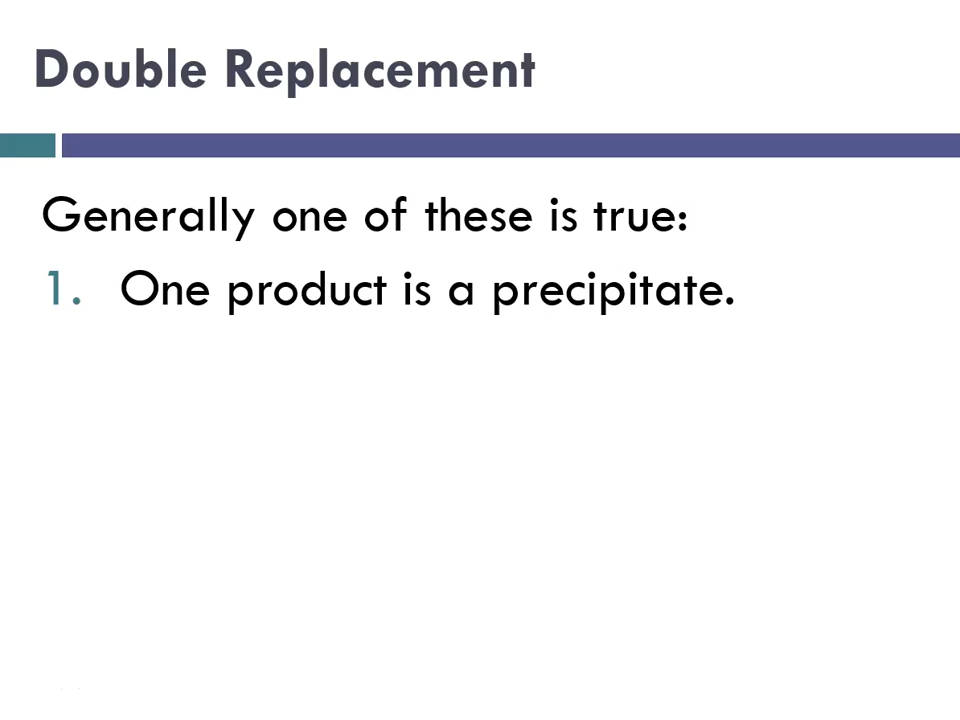 Double Replacement
Generally one of these is true:
1. One product is a precipitate.